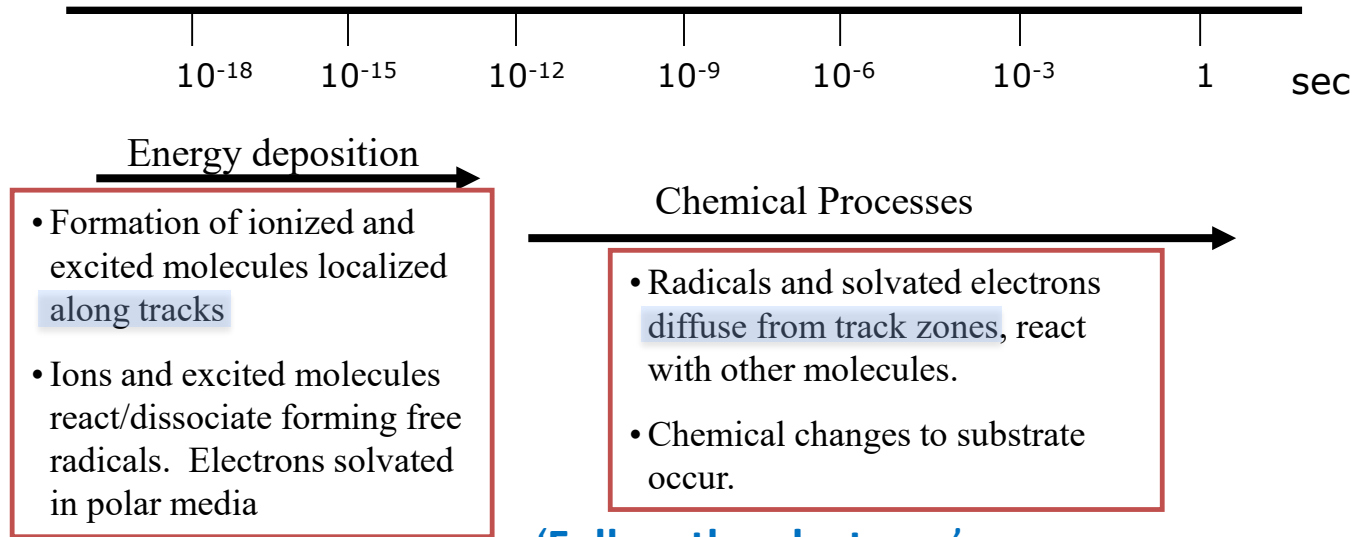 10-18 10-15 10-12 10-9 10-6 10-3 1 sec
Energy deposition
• Formation of ionized and
excited molecules localized
along tracks
• Ions and excited molecules
react/dissociate forming free
radicals. Electrons solvated
in polar media
Chemical Processes
• Radicals and solvated electrons
diffuse from track zones, react
with other molecules.
• Chemical changes to substrate
occur.